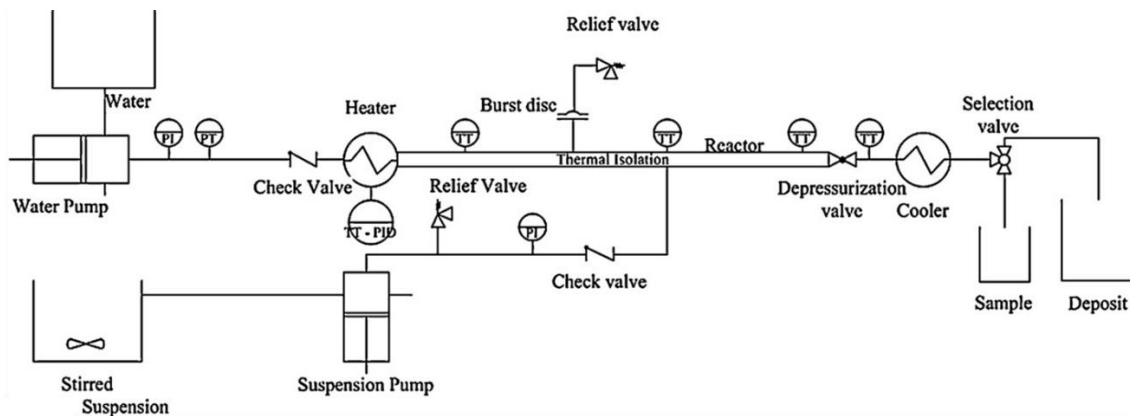 Relief valve
Water
Heater
Burst disc
Selection
valve
PI
PT
TT
TT
TT
TT
Reactor
Thermal Isolation
Check Valve
Relief Valve
Depressurization
valve
Cooler
Water Pump
TT - PID
PI
Check valve
Sample
Deposit
Stirred
Suspension
Suspension Pump